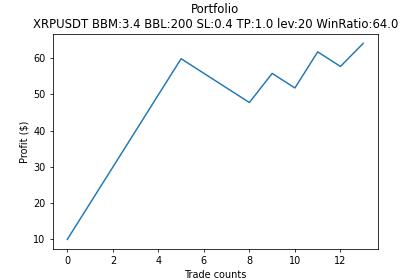 Portfolio
XRPUSDT BBM:3.4 BBL:200 SL:0.4 TP:1.0 lev:20 WinRatio:64.0
60
50
40
30
20
10
Profit ($)
0 2 4 6 8 10 12
Trade counts